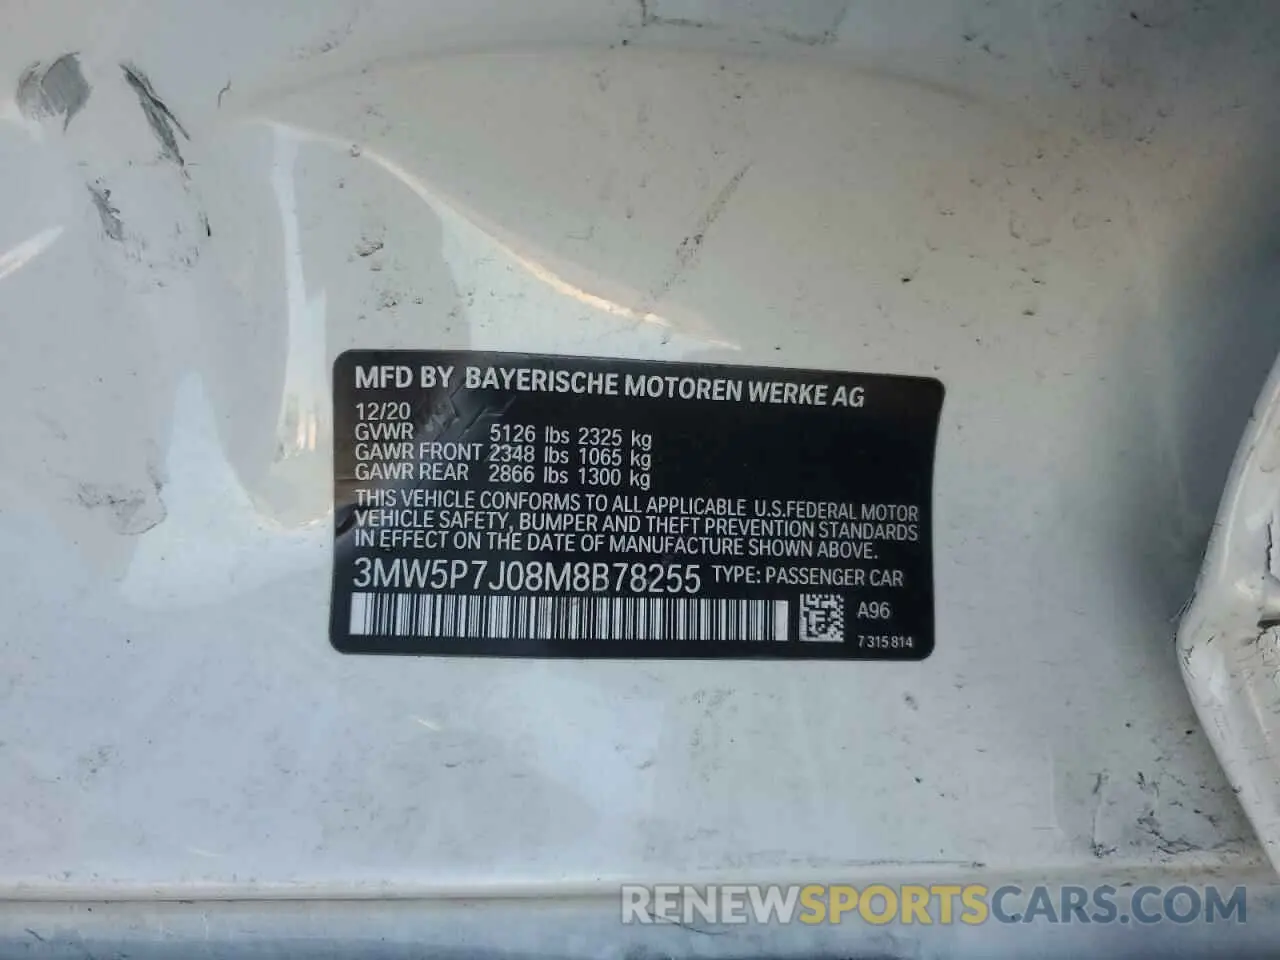 MFD BY BAYERISCHE MOTOREN WERKE AG
12/20
GVWR 5126 lbs 2325 kg
GAWR FRONT 2348 lbs 1065 kg
GAWR REAR 2866 lbs 1300 kg
THIS VEHICLE CONFORMS TO ALL APPLICABLE U.S.FEDERAL MOTOR
VEHICLE SAFETY, BUMPER AND THEFT PREVENTION STANDARDS
IN EFFECT ON THE DATE OF MANUFACTURE SHOWN ABOVE.
3MW5P7J08M8B78255 TYPE: PASSENGER CAR
A96
7 315 814
RENEWSPORTSCARS.COM